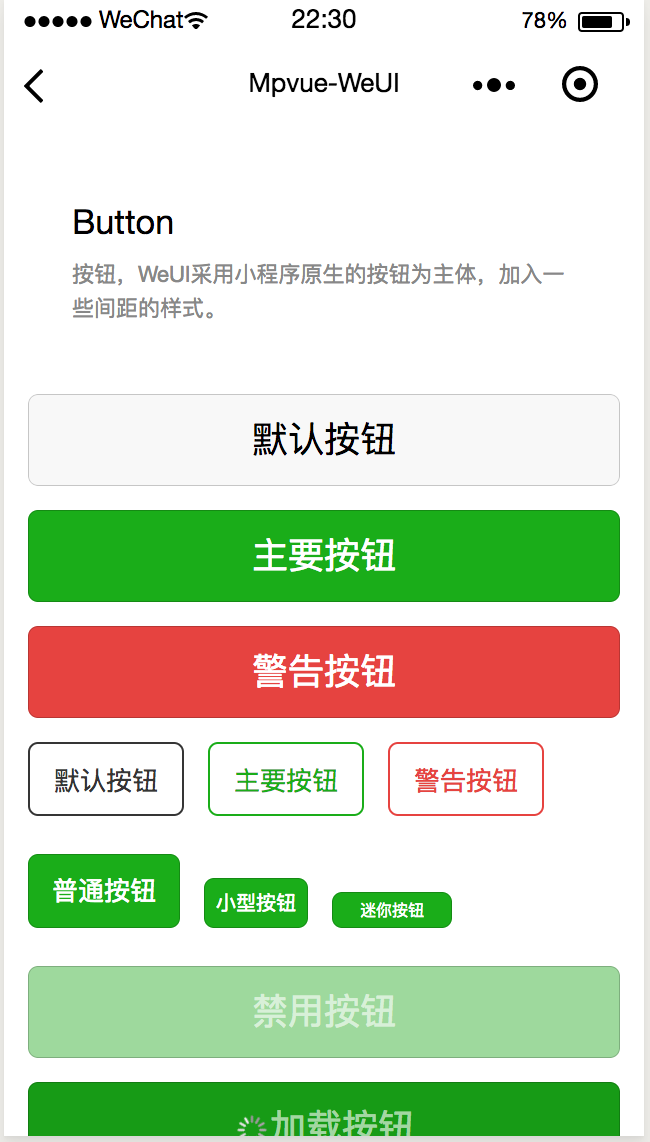 WeChat 22:30 78%
Mpvue-WeUI
Button
按钮，WeUI采用小程序原生的按钮为主体，加入一
些间距的样式。
默认按钮
主要按钮
警告按钮
默认按钮 主要按钮 警告按钮
普通按钮 小型按钮 迷你按钮
禁用按钮
加载按钮